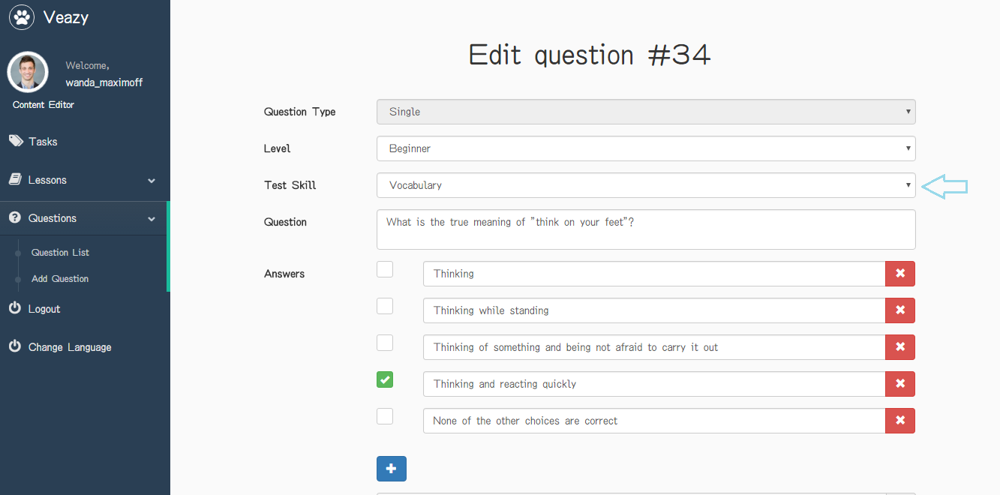 Veazy
Welcome,
wanda_maximoff
Content Editor
Tasks
Lessons
Questions
Question List
Add Question
Logout
Change Language
Edit question #34
Question Type
Single
Level
Beginner
Test Skill
Vocabulary
Question
What is the true meaning of "think on your feet"?
Answers
Thinking
Thinking while standing
Thinking of something and being not afraid to carry it out
Thinking and reacting quickly
None of the other choices are correct